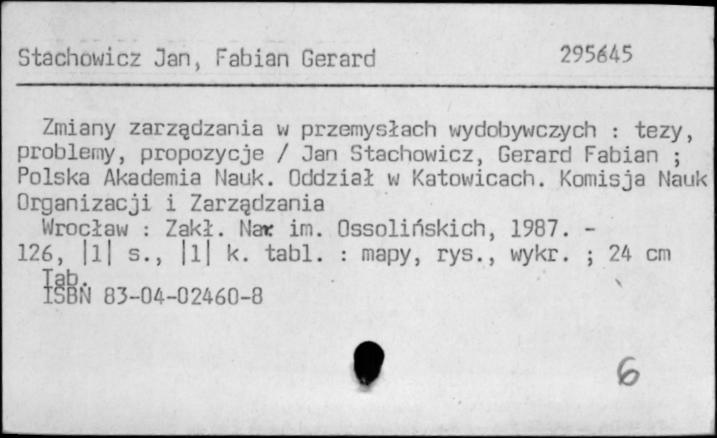 Stachowicz Jan, Fabian Gerard 295645
Zmiany zarządzania w przemysłach wydobywczych : tezy,
problemy, propozycje / Jan Stachowicz, Gerard Fabian ;
Polska Akademia Nauk. Oddział w Katowicach. Komisja Nauk
Organizacji i Zarządzania
Wrocław : Zakł. Nar im. Ossolińskich, 1987. -
126, |1| s., |1| k. tabl. : mapy, rys., wykr. ; 24 cm
Tab.
ISBN 83-04-02460-8
6